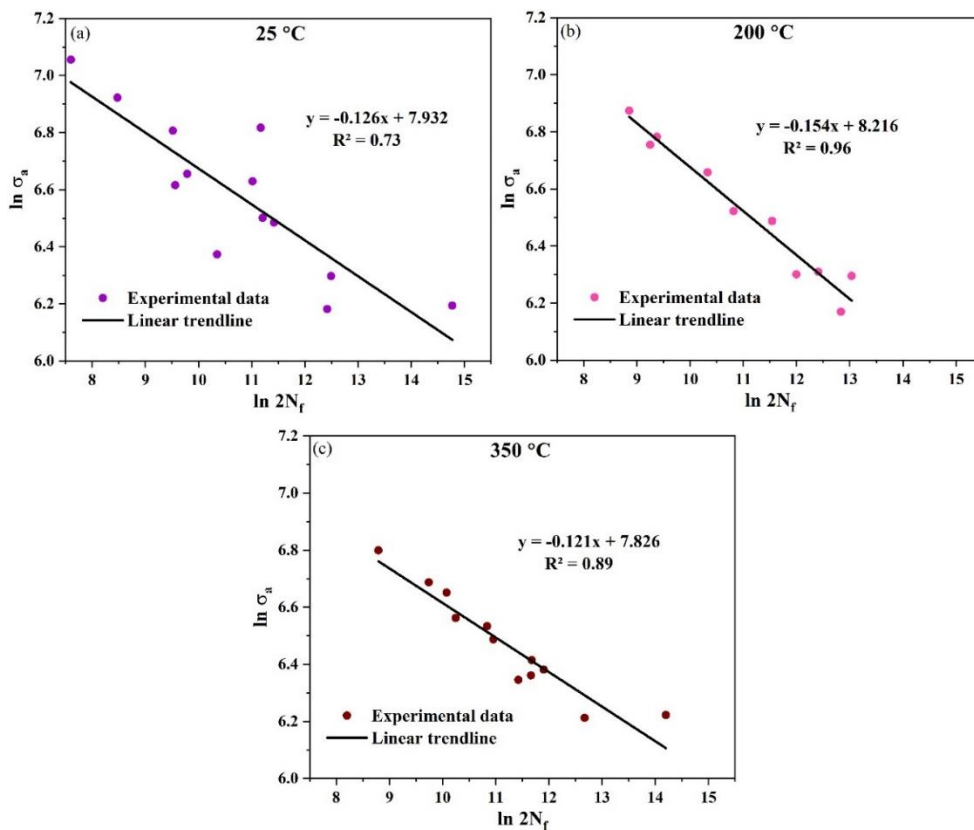 (a)
25 °C
7.2
7.0
6.8
6.6
6.4
6.2
6.0
ln σₐ
y = -0.126x + 7.932
R² = 0.73
Experimental data
Linear trendline
8 9 10 11 12 13 14 15
ln 2N_f
(b)
200 °C
7.2
7.0
6.8
6.6
6.4
6.2
6.0
ln σₐ
y = -0.154x + 8.216
R² = 0.96
Experimental data
Linear trendline
8 9 10 11 12 13 14 15
ln 2N_f
(c)
350 °C
7.2
7.0
6.8
6.6
6.4
6.2
6.0
ln σₐ
y = -0.121x + 7.826
R² = 0.89
Experimental data
Linear trendline
8 9 10 11 12 13 14 15
ln 2N_f